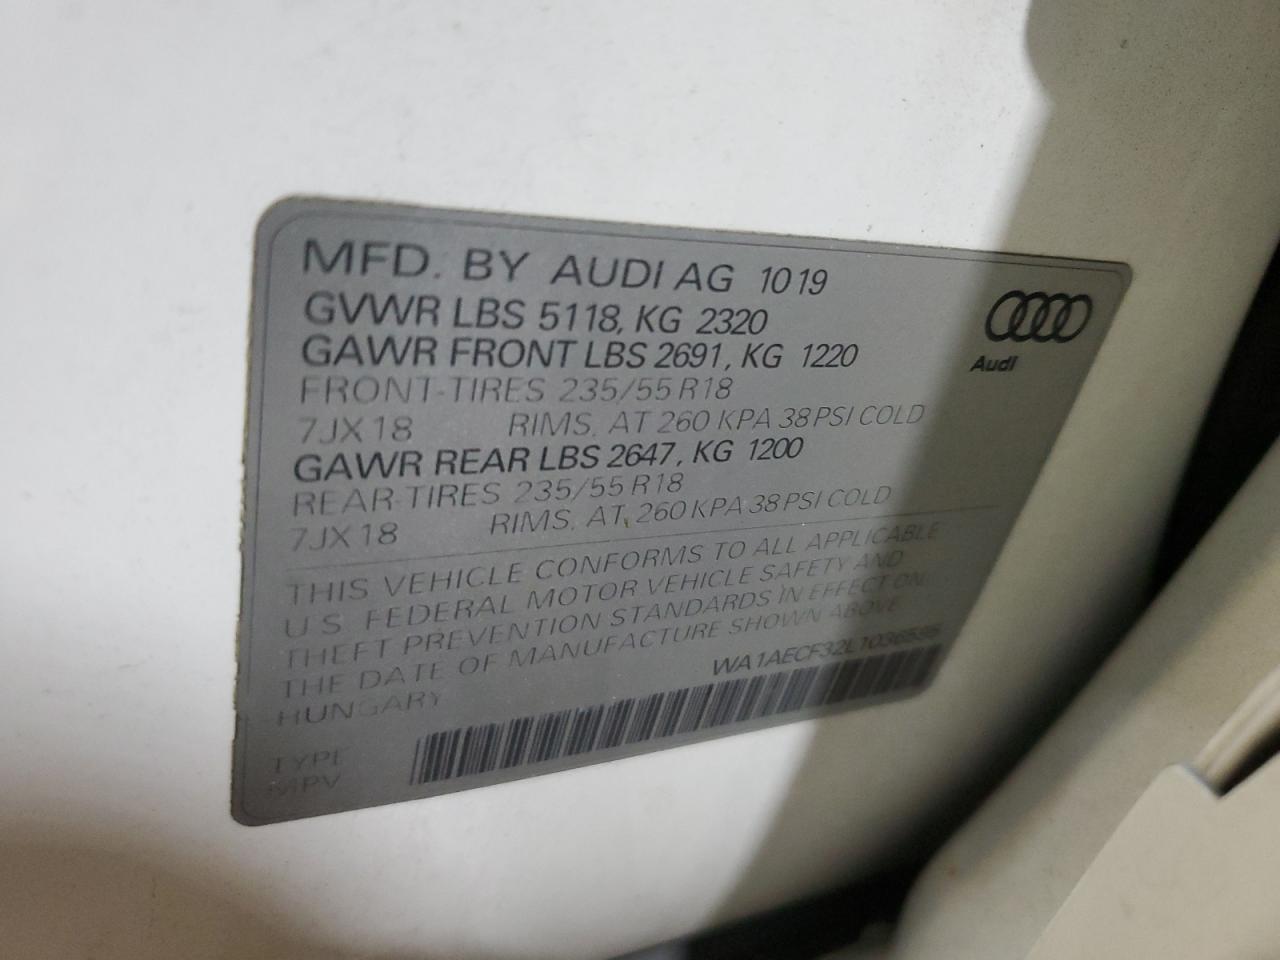 MFD. BY AUDI AG 1019
GVWR LBS 5118, KG 2320
GAWR FRONT LBS 2691, KG 1220
FRONT-TIRES 235/55 R18
7JX18 RIMS, AT 260 KPA 38 PSI COLD
GAWR REAR LBS 2647, KG 1200
REAR-TIRES 235/55 R18
7JX18 RIMS, AT 260 KPA 38 PSI COLD
THIS VEHICLE CONFORMS TO ALL APPLICABLE
U.S. FEDERAL MOTOR VEHICLE SAFETY AND
THEFT PREVENTION STANDARDS IN EFFECT ON
THE DATE OF MANUFACTURE SHOWN ABOVE
HUNGARY
TYPE
MPV
Audi